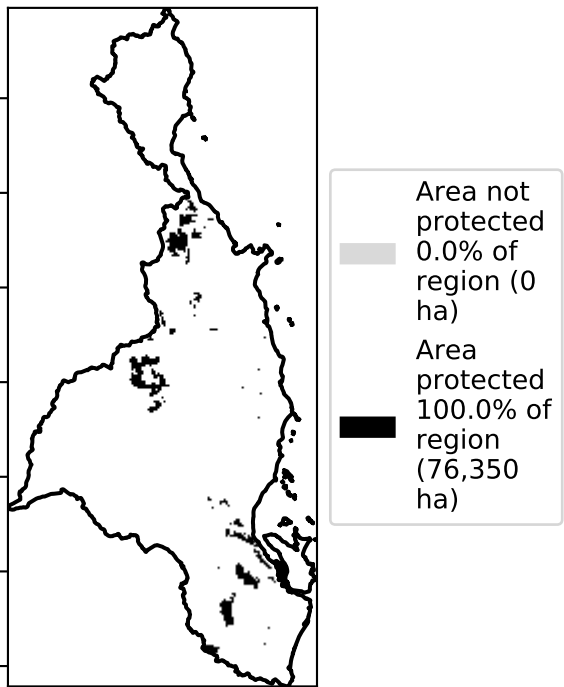 Area not
protected
0.0% of
region (0
ha)
Area
protected
100.0% of
region
(76,350
ha)